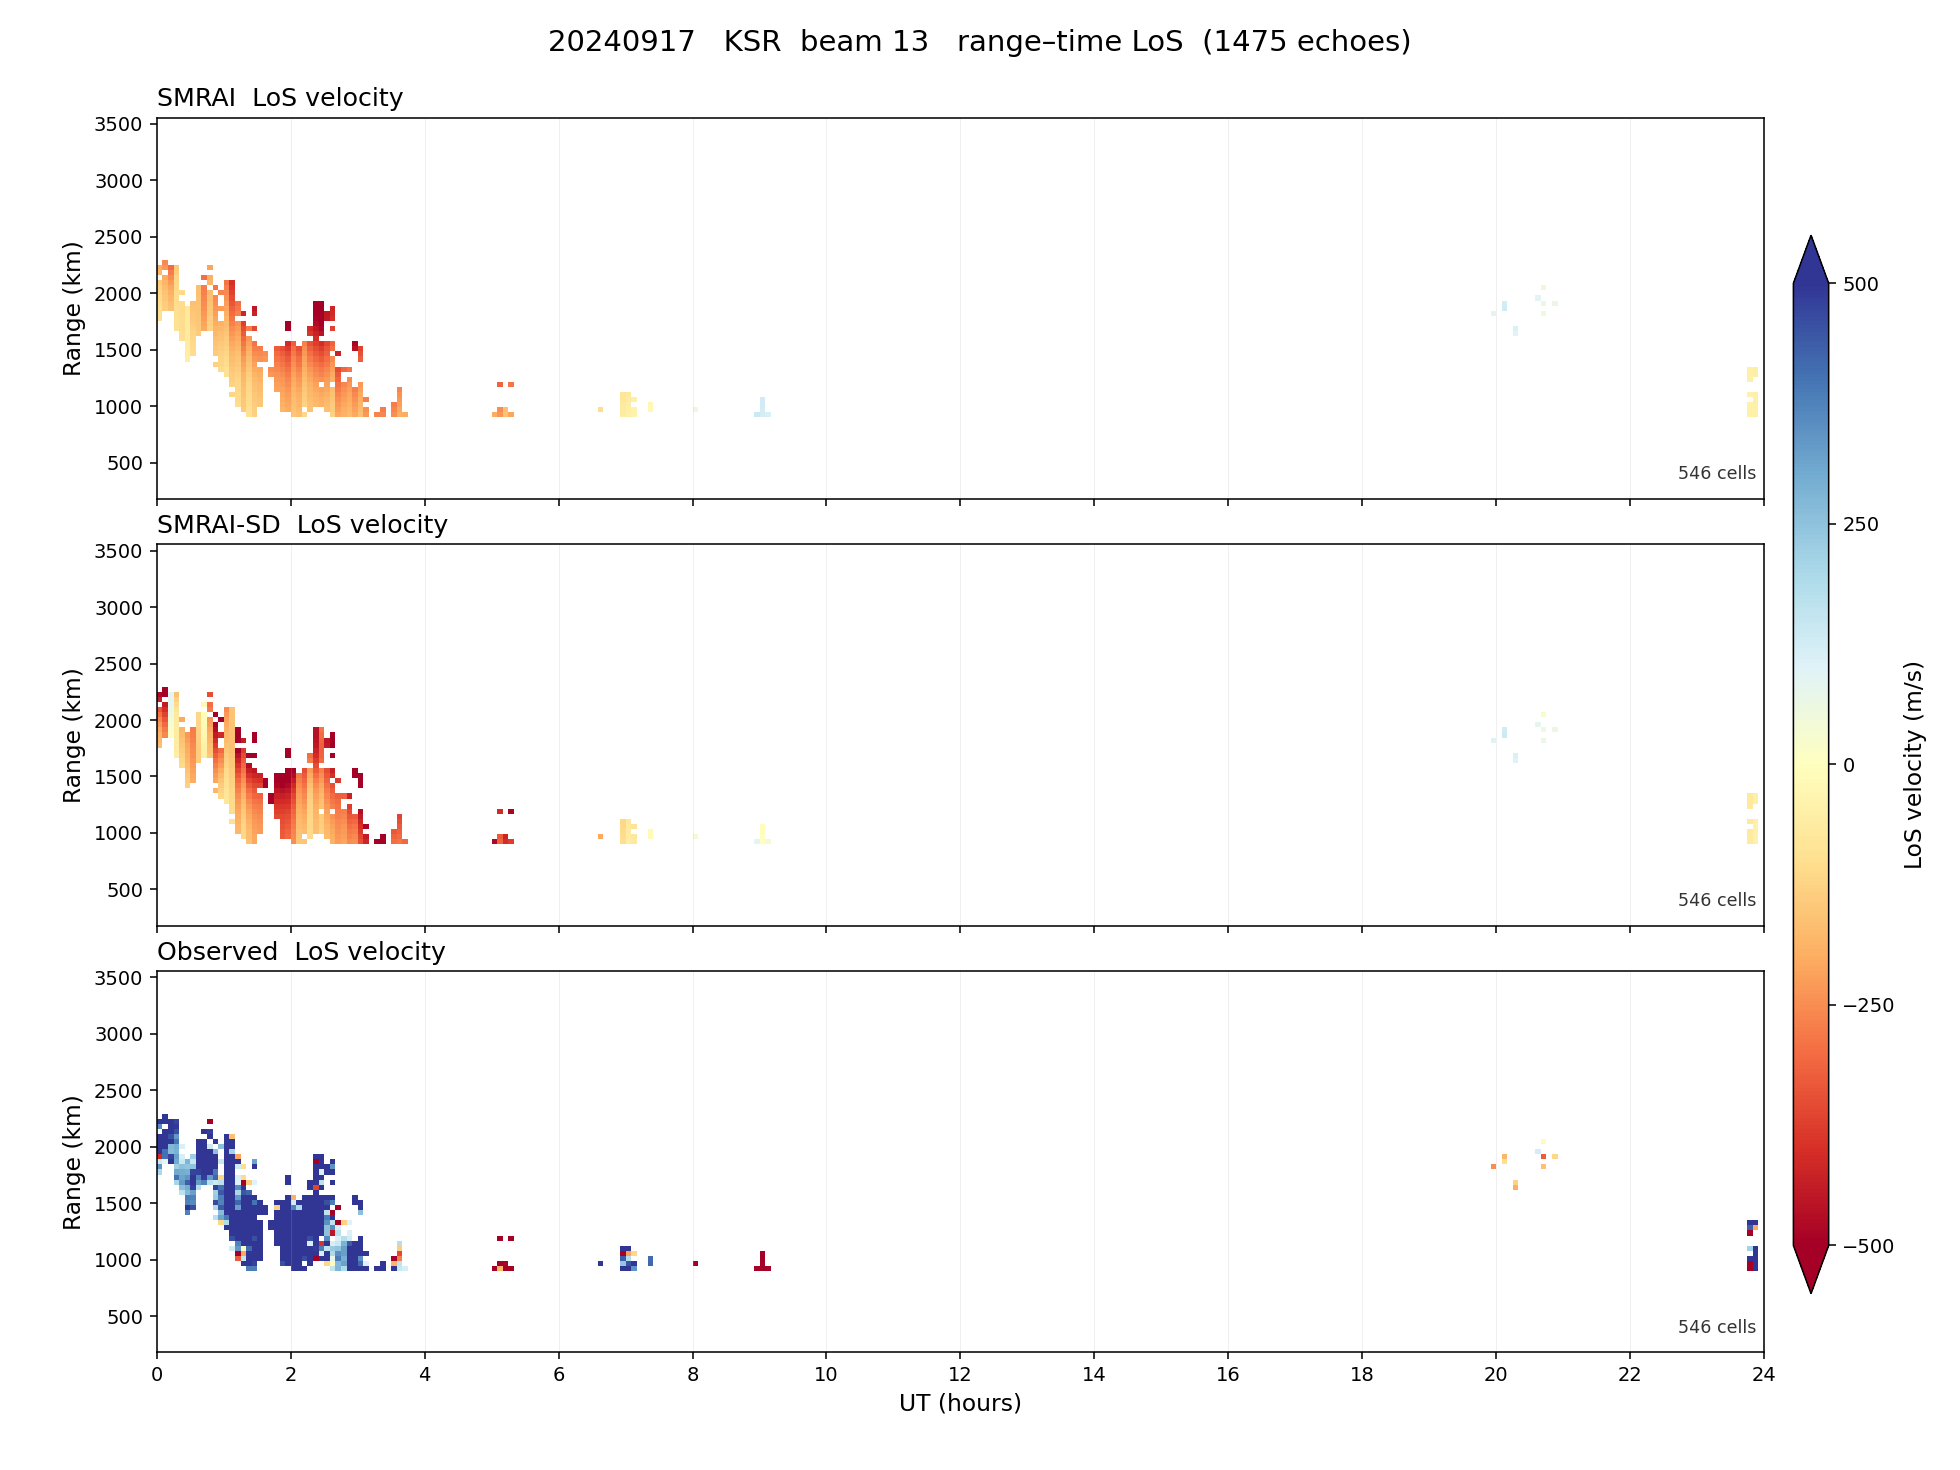 20240917   KSR  beam 13   range–time LoS  (1475 echoes)
SMRAI  LoS velocity
3500
3000
2500
2000
1500
1000
500
Range (km)
546 cells
SMRAI-SD  LoS velocity
3500
3000
2500
2000
1500
1000
500
Range (km)
546 cells
Observed  LoS velocity
3500
3000
2500
2000
1500
1000
500
Range (km)
546 cells
0 2 4 6 8 10 12 14 16 18 20 22 24
UT (hours)
500
250
0
−250
−500
LoS velocity (m/s)